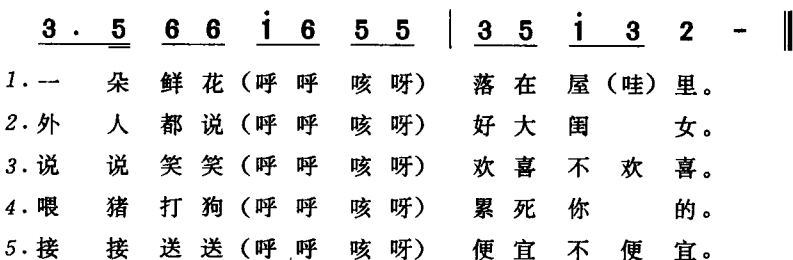 3 . 5 6 6 i 6 5 5 | 3 5 i 3 2 - ‖
1.一 朵 鲜 花(呼 呼 咳 呀) 落 在 屋(哇)里。
2.外 人 都 说(呼 呼 咳 呀) 好 大 闺 女。
3.说 说 笑 笑(呼 呼 咳 呀) 欢 喜 不 欢 喜。
4.喂 猪 打 狗(呼 呼 咳 呀) 累 死 你 的。
5.接 接 送 送(呼 呼 咳 呀) 便 宜 不 便 宜。